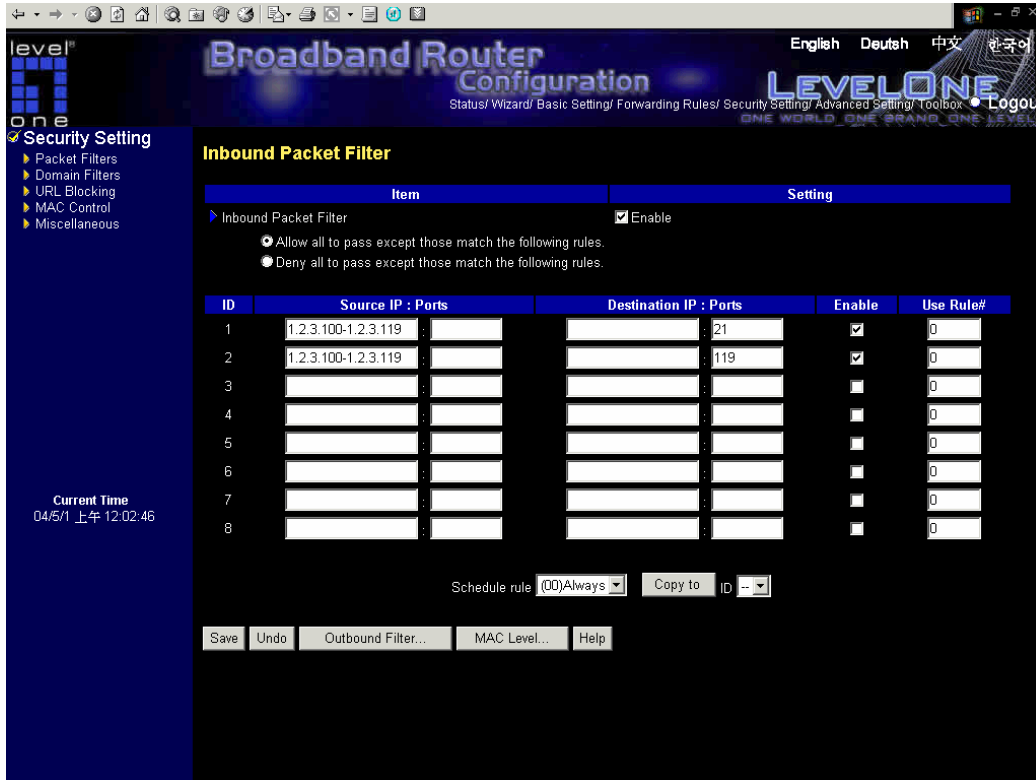 level®
one
Broadband Router
Configuration
English Deutsh 中文 한국어
LEVELONE
Status/ Wizard/ Basic Setting/ Forwarding Rules/ Security Setting/ Advanced Setting/ Toolbox Logou
ONE WORLD ONE BRAND ONE LEVEL
Security Setting
Packet Filters
Domain Filters
URL Blocking
MAC Control
Miscellaneous
Current Time
04/5/1 上午 12:02:46
Inbound Packet Filter
Item Setting
Inbound Packet Filter Enable
Allow all to pass except those match the following rules.
Deny all to pass except those match the following rules.
ID Source IP : Ports Destination IP : Ports Enable Use Rule#
1 1.2.3.100-1.2.3.119 : : 21 0
2 1.2.3.100-1.2.3.119 : : 119 0
3 : : 0
4 : : 0
5 : : 0
6 : : 0
7 : : 0
8 : : 0
Schedule rule (00)Always Copy to ID --
Save Undo Outbound Filter... MAC Level... Help